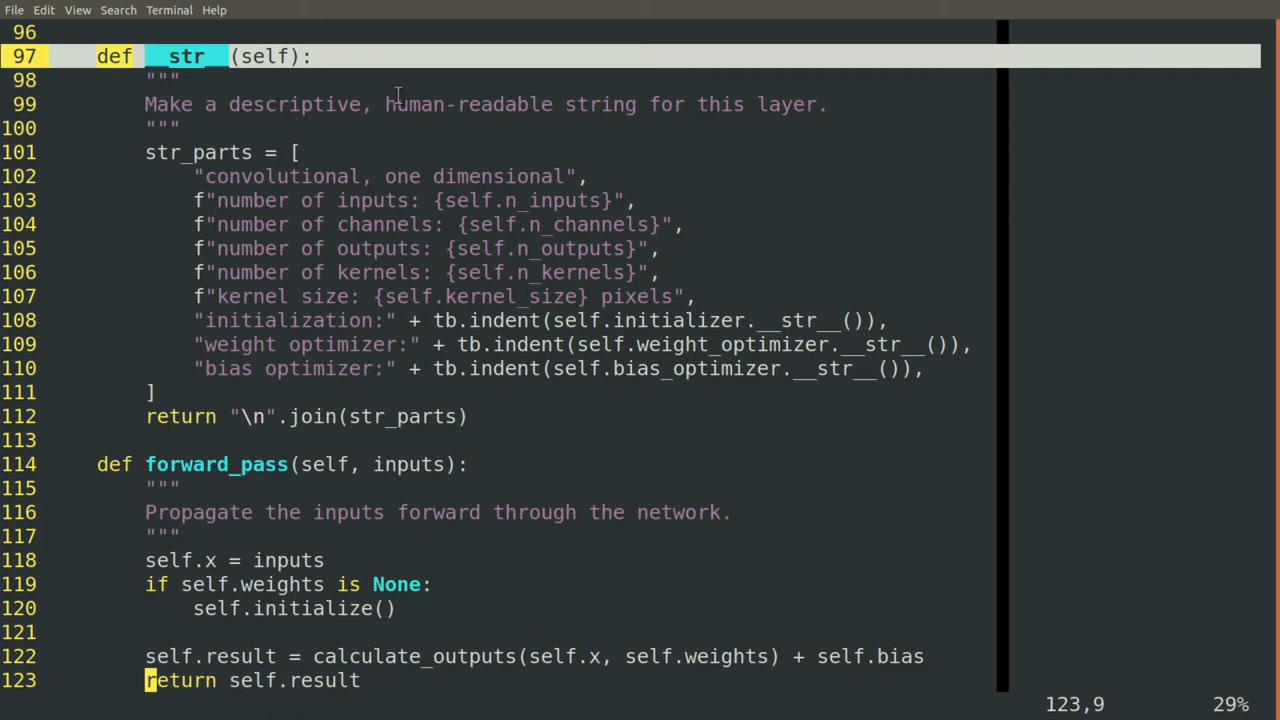 File Edit View Search Terminal Help
96
97     def __str__(self):
98         """
99         Make a descriptive, human-readable string for this layer.
100         """
101         str_parts = [
102             "convolutional, one dimensional",
103             f"number of inputs: {self.n_inputs}",
104             f"number of channels: {self.n_channels}",
105             f"number of outputs: {self.n_outputs}",
106             f"number of kernels: {self.n_kernels}",
107             f"kernel size: {self.kernel_size} pixels",
108             "initialization:" + tb.indent(self.initializer.__str__()),
109             "weight optimizer:" + tb.indent(self.weight_optimizer.__str__()),
110             "bias optimizer:" + tb.indent(self.bias_optimizer.__str__()),
111         ]
112         return "\n".join(str_parts)
113
114     def forward_pass(self, inputs):
115         """
116         Propagate the inputs forward through the network.
117         """
118         self.x = inputs
119         if self.weights is None:
120             self.initialize()
121
122         self.result = calculate_outputs(self.x, self.weights) + self.bias
123         return self.result
123,9 29%